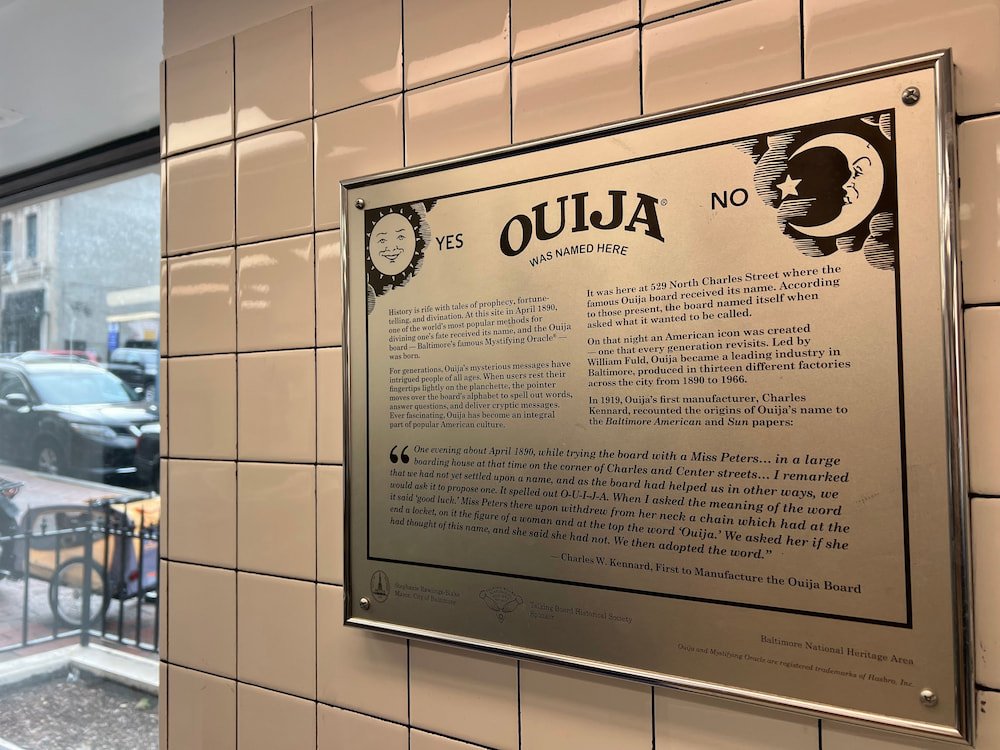 YES
OUIJA®
NO
WAS NAMED HERE
History is rife with tales of prophecy, fortune-
telling, and divination. At this site in April 1890,
one of the world's most popular methods for
divining one's fate received its name, and the Ouija
board — Baltimore's famous Mystifying Oracle® —
was born.
For generations, Ouija's mysterious messages have
intrigued people of all ages. When users rest their
fingertips lightly on the planchette, the pointer
moves over the board's alphabet to spell out words,
answer questions, and deliver cryptic messages.
Ever fascinating, Ouija has become an integral
part of popular American culture.
It was here at 529 North Charles Street where the
famous Ouija board received its name. According
to those present, the board named itself when
asked what it wanted to be called.
On that night an American icon was created
— one that every generation revisits. Led by
William Fuld, Ouija became a leading industry in
Baltimore, produced in thirteen different factories
across the city from 1890 to 1966.
In 1919, Ouija's first manufacturer, Charles
Kennard, recounted the origins of Ouija's name to
the Baltimore American and Sun papers:
“ One evening about April 1890, while trying the board with a Miss Peters... in a large
boarding house at that time on the corner of Charles and Center streets... I remarked
that we had not yet settled upon a name, and as the board had helped us in other ways, we
would ask it to propose one. It spelled out O-U-I-J-A. When I asked the meaning of the word
it said 'good luck.' Miss Peters there upon withdrew from her neck a chain which had at the
end a locket, on it the figure of a woman and at the top the word 'Ouija.' We asked her if she
had thought of this name, and she said she had not. We then adopted the word.”
— Charles W. Kennard, First to Manufacture the Ouija Board
Stephanie Rawlings-Blake
Mayor, City of Baltimore
Talking Board Historical Society
Baltimore National Heritage Area
Ouija and Mystifying Oracle are registered trademarks of Hasbro, Inc.